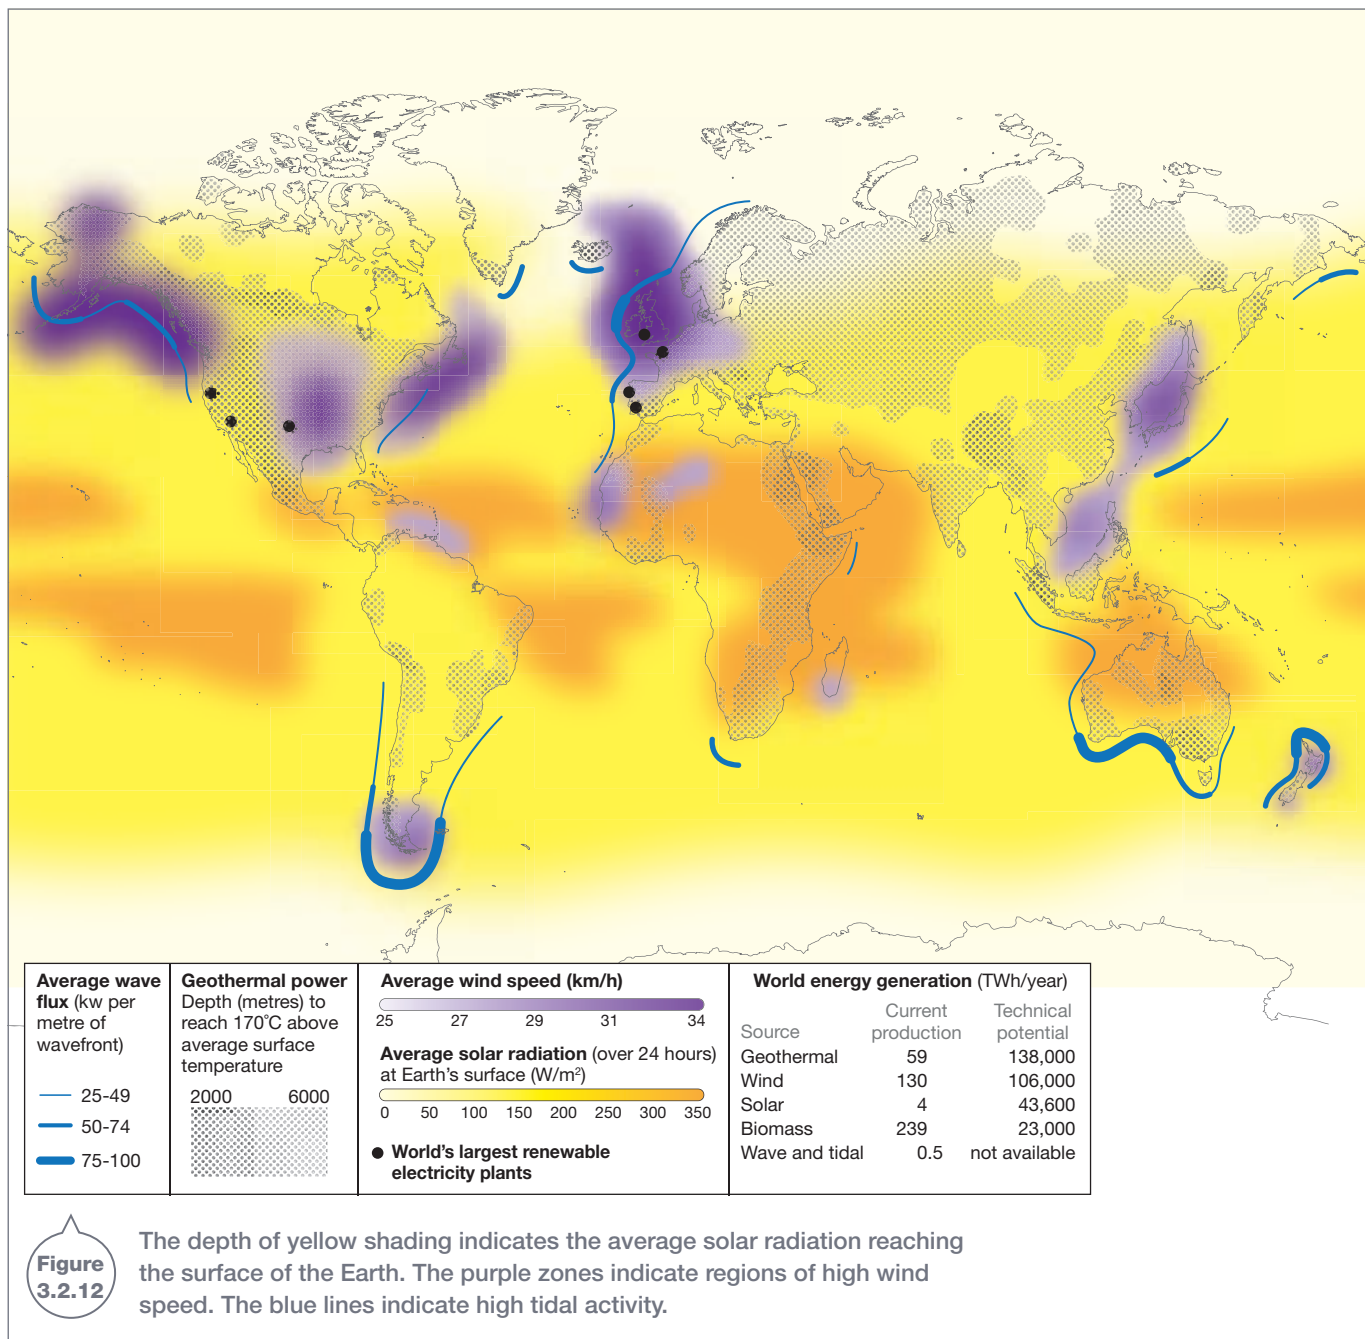 Average wave
flux (kw per
metre of
wavefront)
25-49
50-74
75-100
Geothermal power
Depth (metres) to
reach 170°C above
average surface
temperature
2000 6000
Average wind speed (km/h)
25 27 29 31 34
Average solar radiation (over 24 hours)
at Earth's surface (W/m²)
0 50 100 150 200 250 300 350
World's largest renewable
electricity plants
World energy generation (TWh/year)
Current Technical
Source production potential
Geothermal 59 138,000
Wind 130 106,000
Solar 4 43,600
Biomass 239 23,000
Wave and tidal 0.5 not available
Figure
3.2.12
The depth of yellow shading indicates the average solar radiation reaching
the surface of the Earth. The purple zones indicate regions of high wind
speed. The blue lines indicate high tidal activity.